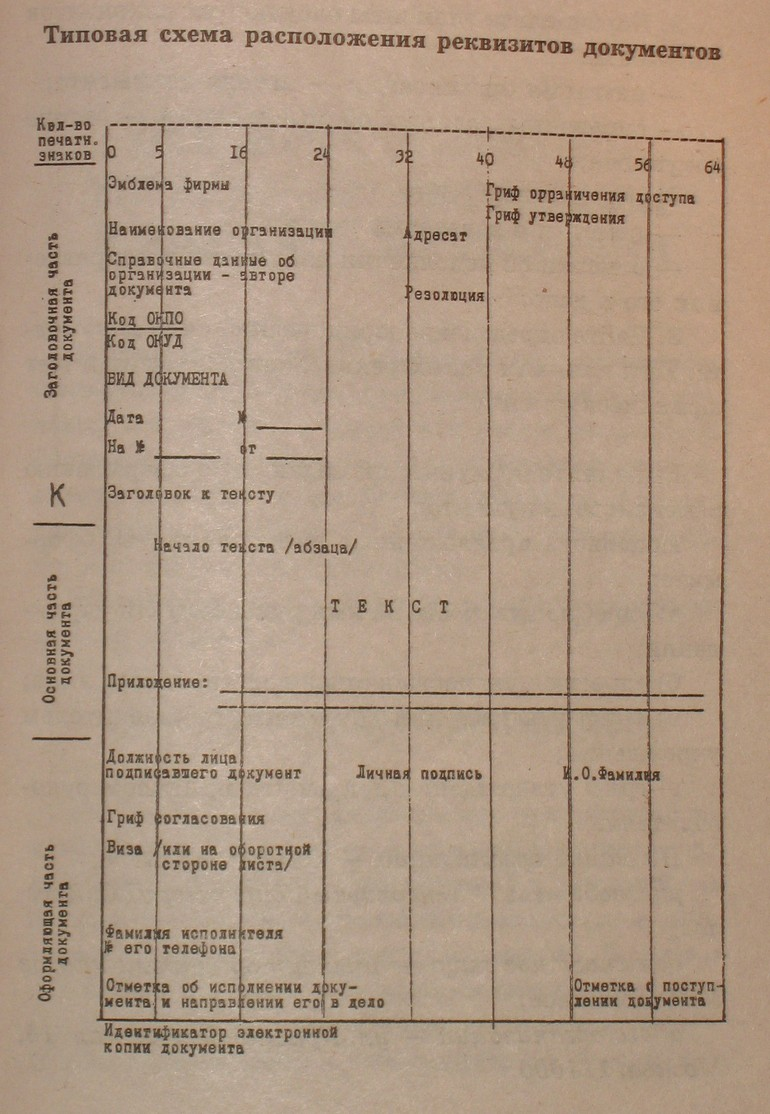 Типовая схема расположения реквизитов документов
Кол-во
печатн.
знаков
0 5 16 24 32 40 48 56 64
Эмблема фирмы
Гриф орраничения доступа
Гриф утверждения
Наименование организации
Адресат
Справочные данные об
организации - авторе
документа
Резолюция
Код ОКПО
Код ОКУД
ВИД ДОКУМЕНТА
Дата № ______
На № ______ от ______
К
Заголовок к тексту
Заголовочная часть
документа
Начало текста /абзаца/
Т Е К С Т
Приложение:
Основная часть
документа
Должность лица
подписавшего документ
Личная подпись
И.О.Фамилия
Гриф согласования
Виза /или на оборотной
стороне листа/
Фамилия исполнителя
№ его телефона
Отметка об исполнении доку-
мента и направлении его в дело
Отметка о поступ-
лении документа
Оформляющая часть
документа
Идентификатор электронной
копии документа